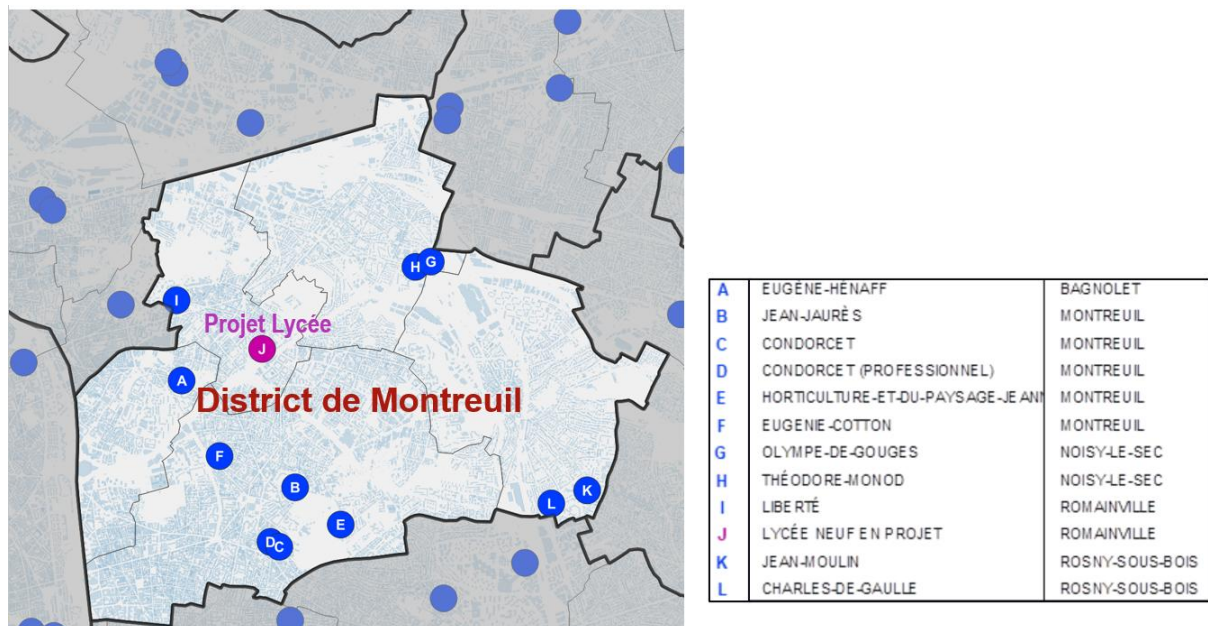 H G
I
Projet Lycée
J
A
District de Montreuil
F
B
K
L
E
D C
A EUGÈNE-HÉNAFF BAGNOLET
B JEAN-JAURÈS MONTREUIL
C CONDORCET MONTREUIL
D CONDORCET (PROFESSIONNEL) MONTREUIL
E HORTICULTURE-ET-DU-PAYSAGE-JEANN MONTREUIL
F EUGENIE-COTTON MONTREUIL
G OLYMPE-DE-GOUGES NOISY-LE-SEC
H THÉODORE-MONOD NOISY-LE-SEC
I LIBERTÉ ROMAINVILLE
J LYCÉE NEUF EN PROJET ROMAINVILLE
K JEAN-MOULIN ROSNY-SOUS-BOIS
L CHARLES-DE-GAULLE ROSNY-SOUS-BOIS